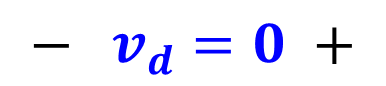 − v_d = 0 +